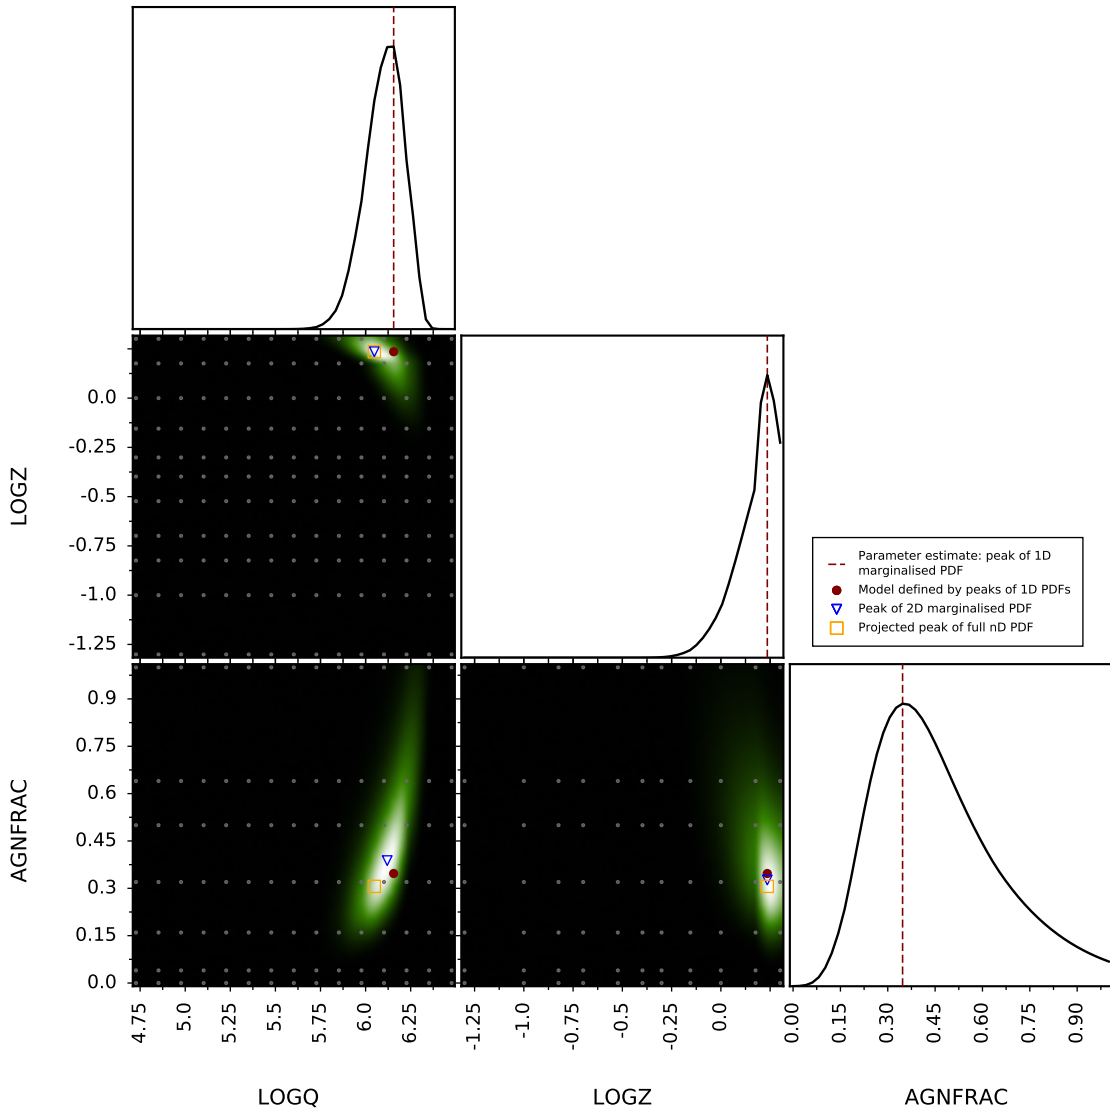 LOGZ
0.0
-0.25
-0.5
-0.75
-1.0
-1.25
Parameter estimate: peak of 1D
marginalised PDF
Model defined by peaks of 1D PDFs
Peak of 2D marginalised PDF
Projected peak of full nD PDF
AGNFRAC
0.9
0.75
0.6
0.45
0.3
0.15
0.0
4.75 5.0 5.25 5.5 5.75 6.0 6.25
-1.25 -1.0 -0.75 -0.5 -0.25 0.0
0.00 0.15 0.30 0.45 0.60 0.75 0.90
LOGQ LOGZ AGNFRAC